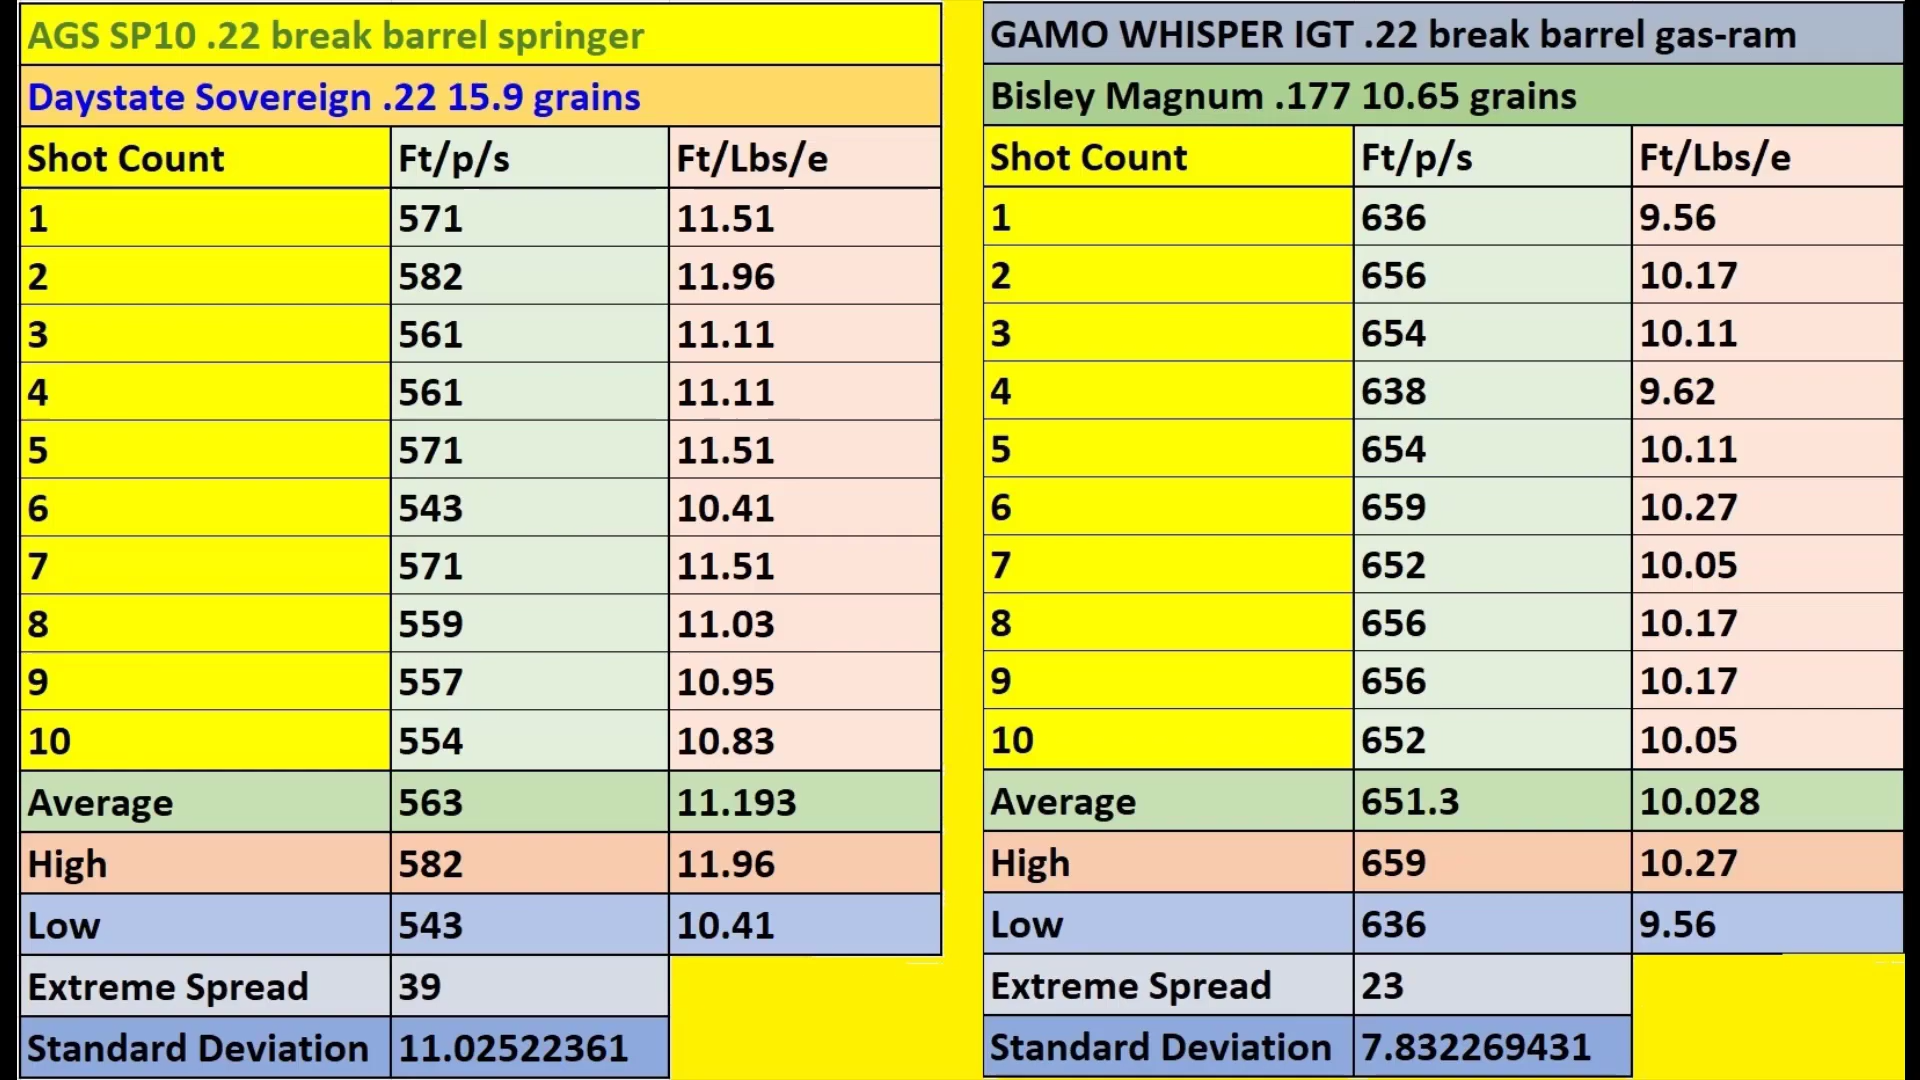 AGS SP10 .22 break barrel springer
Daystate Sovereign .22 15.9 grains
Shot Count Ft/p/s Ft/Lbs/e
1 571 11.51
2 582 11.96
3 561 11.11
4 561 11.11
5 571 11.51
6 543 10.41
7 571 11.51
8 559 11.03
9 557 10.95
10 554 10.83
Average 563 11.193
High 582 11.96
Low 543 10.41
Extreme Spread 39
Standard Deviation 11.02522361
GAMO WHISPER IGT .22 break barrel gas-ram
Bisley Magnum .177 10.65 grains
Shot Count Ft/p/s Ft/Lbs/e
1 636 9.56
2 656 10.17
3 654 10.11
4 638 9.62
5 654 10.11
6 659 10.27
7 652 10.05
8 656 10.17
9 656 10.17
10 652 10.05
Average 651.3 10.028
High 659 10.27
Low 636 9.56
Extreme Spread 23
Standard Deviation 7.832269431